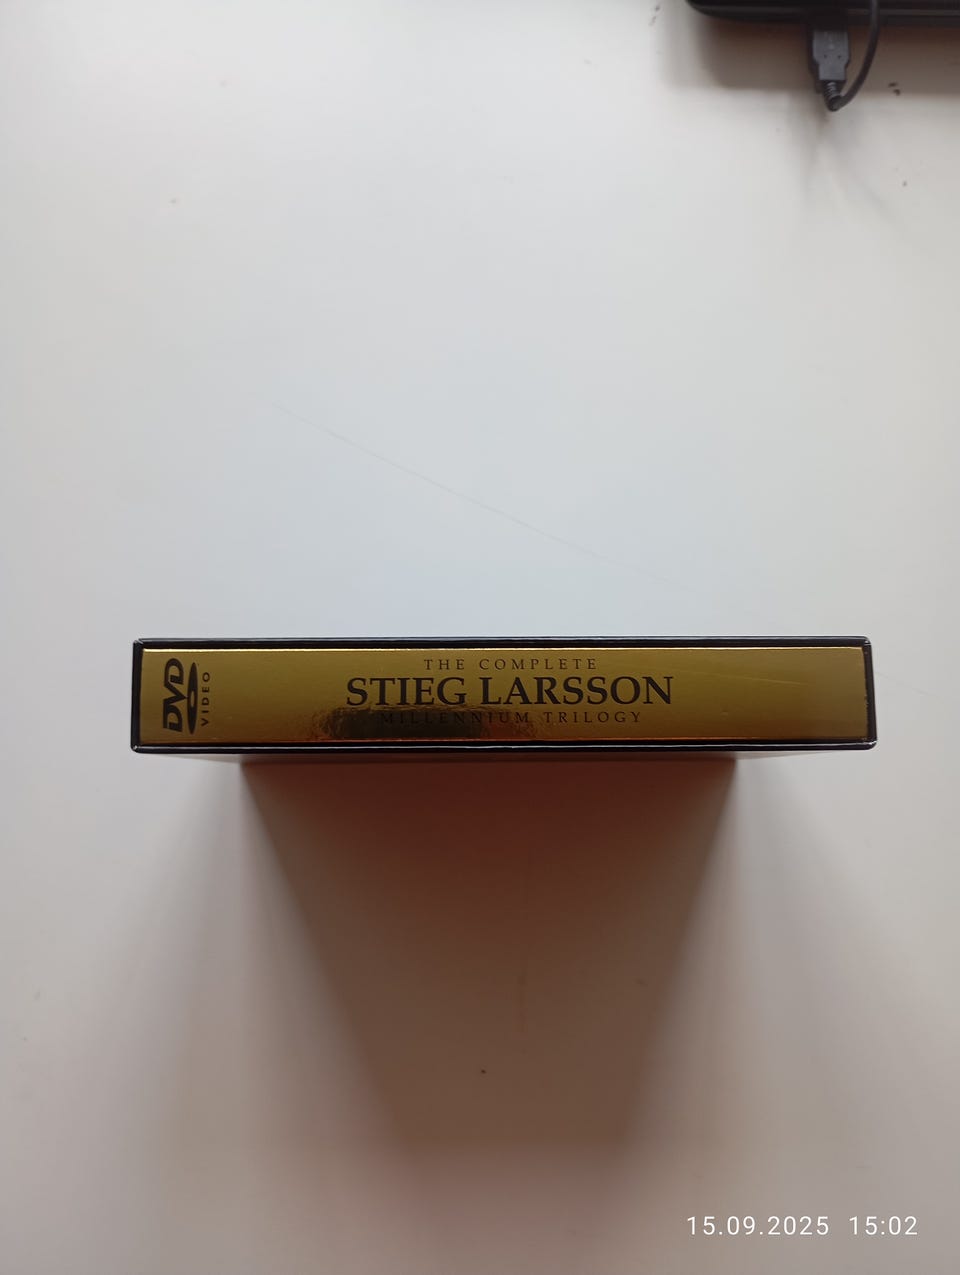 DVD
VIDEO
THE COMPLETE
STIEG LARSSON
MILLENNIUM TRILOGY
15.09.2025 15:02